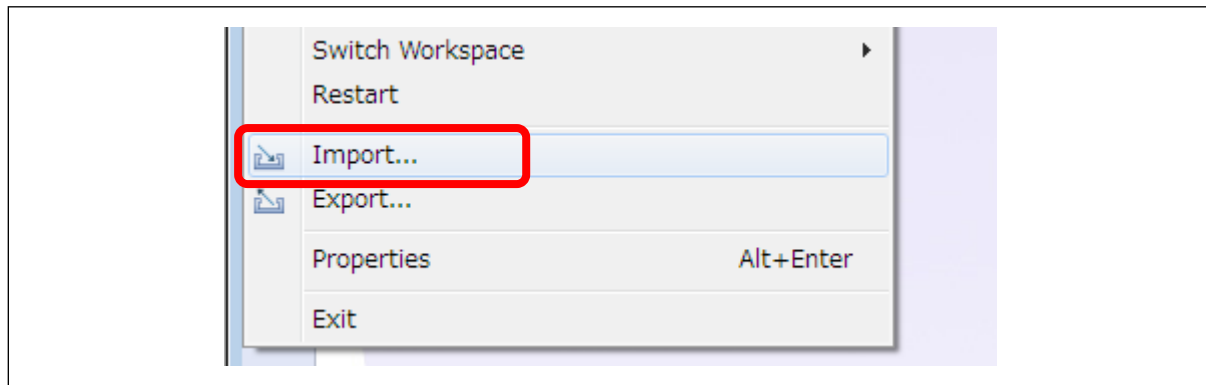 Switch Workspace
Restart
Import...
Export...
Properties Alt+Enter
Exit